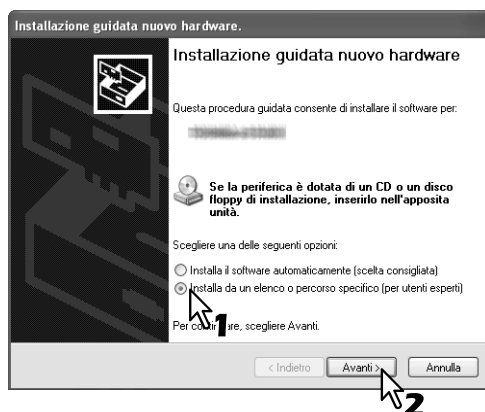 Installazione guidata nuovo hardware.
Installazione guidata nuovo hardware
Questa procedura guidata consente di installare il software per:
Se la periferica è dotata di un CD o un disco
floppy di installazione, inserirlo nell'apposita
unità.
Scegliere una delle seguenti opzioni:
Installa il software automaticamente (scelta consigliata)
Installa da un elenco o percorso specifico (per utenti esperti)
1
Per continuare, scegliere Avanti.
< Indietro
Avanti >
Annulla
2